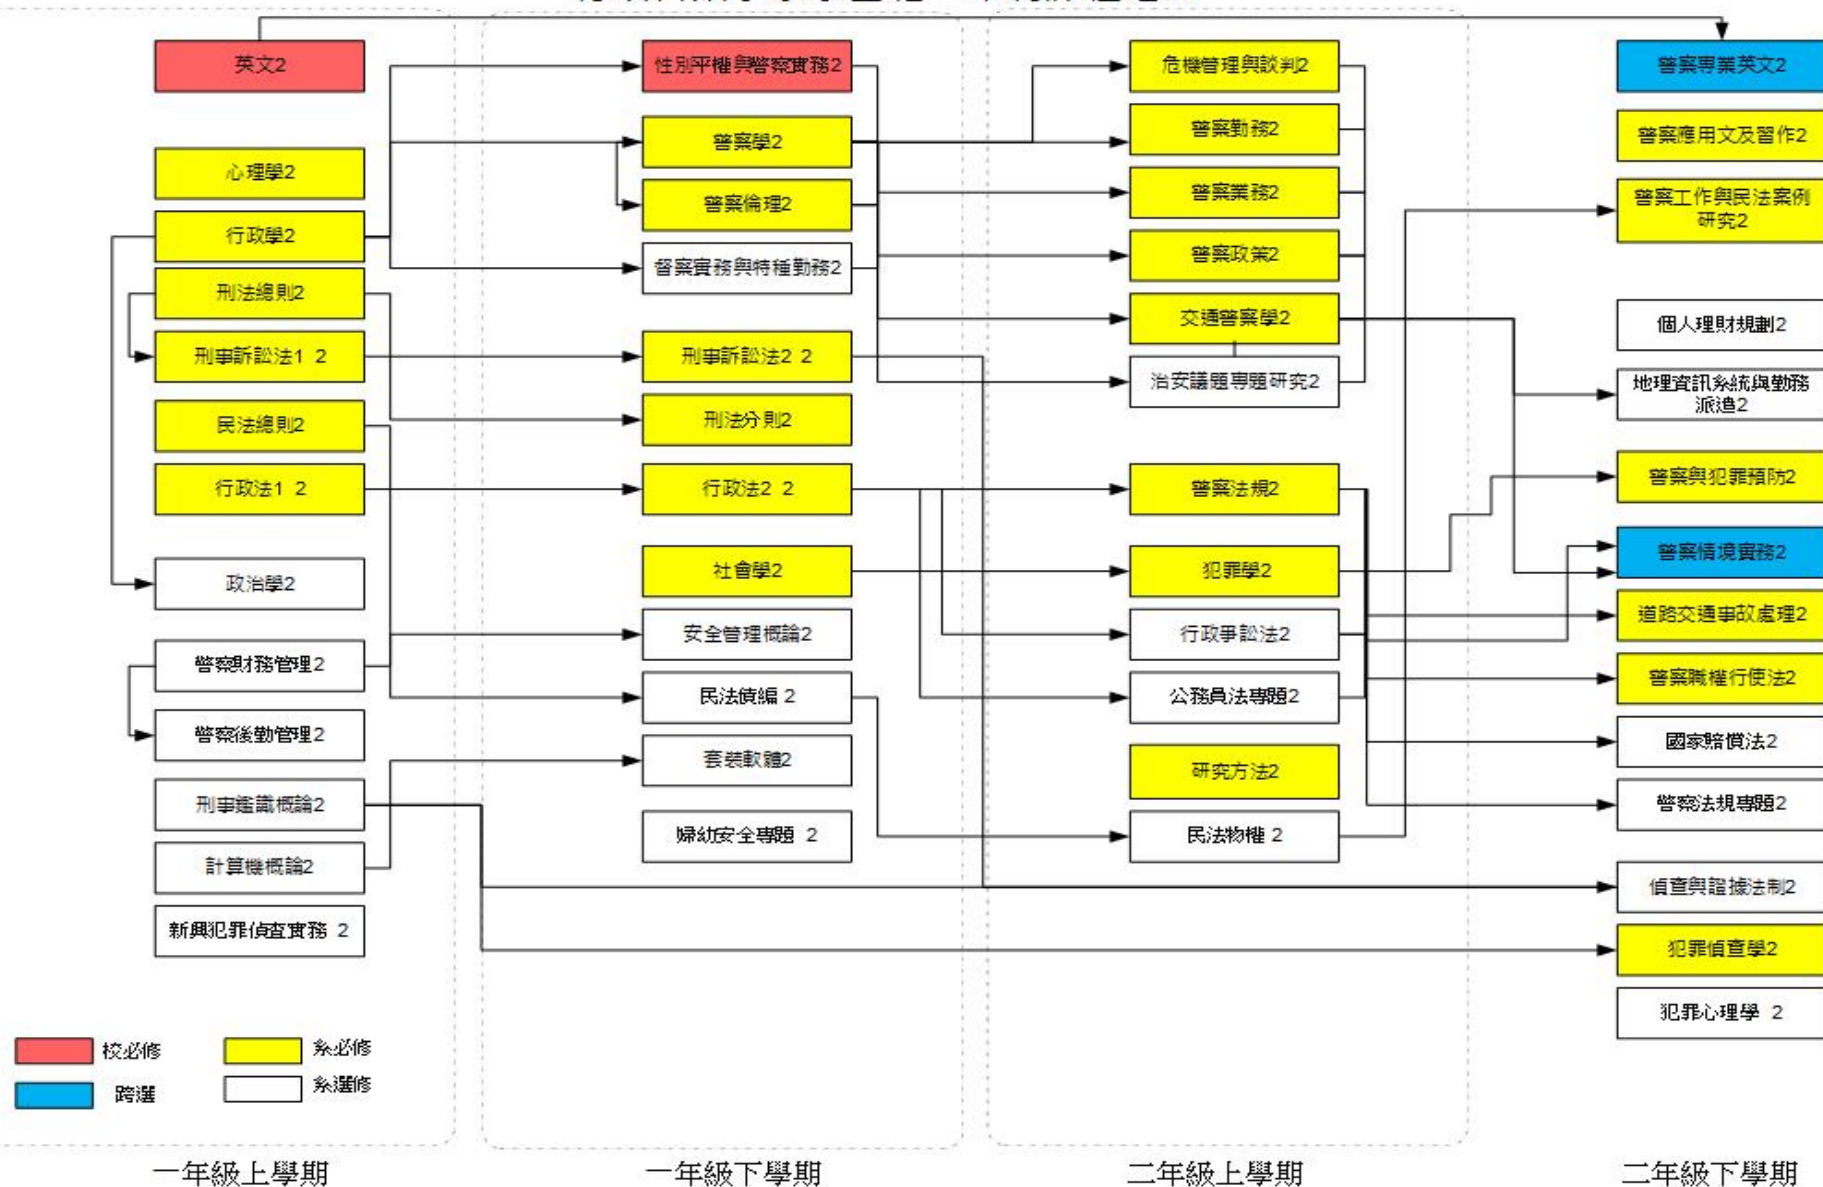 英文2
心理學2
行政學2
刑法總則2
刑事訴訟法1 2
民法總則2
行政法1 2
政治學2
警察財務管理2
警察後勤管理2
刑事鑑識概論2
計算機概論2
新興犯罪偵查實務 2
性別平權與警察實務2
警察學2
警察倫理2
督察實務與特種勤務2
刑事訴訟法2 2
刑法分則2
行政法2 2
社會學2
安全管理概論2
民法債編 2
套裝軟體2
婦幼安全專題 2
危機管理與談判2
警察勤務2
警察業務2
警察政策2
交通警察學2
治安議題專題研究2
警察法規2
犯罪學2
行政爭訟法2
公務員法專題2
研究方法2
民法物權 2
警察專業英文2
警察應用文及習作2
警察工作與民法案例
研究2
個人理財規劃2
地理資訊系統與勤務
派遣2
警察與犯罪預防2
警察情境實務2
道路交通事故處理2
警察職權行使法2
國家賠償法2
警察法規專題2
偵查與證據法制2
犯罪偵查學2
犯罪心理學 2
校必修
系必修
跨選
系選修
一年級上學期
一年級下學期
二年級上學期
二年級下學期